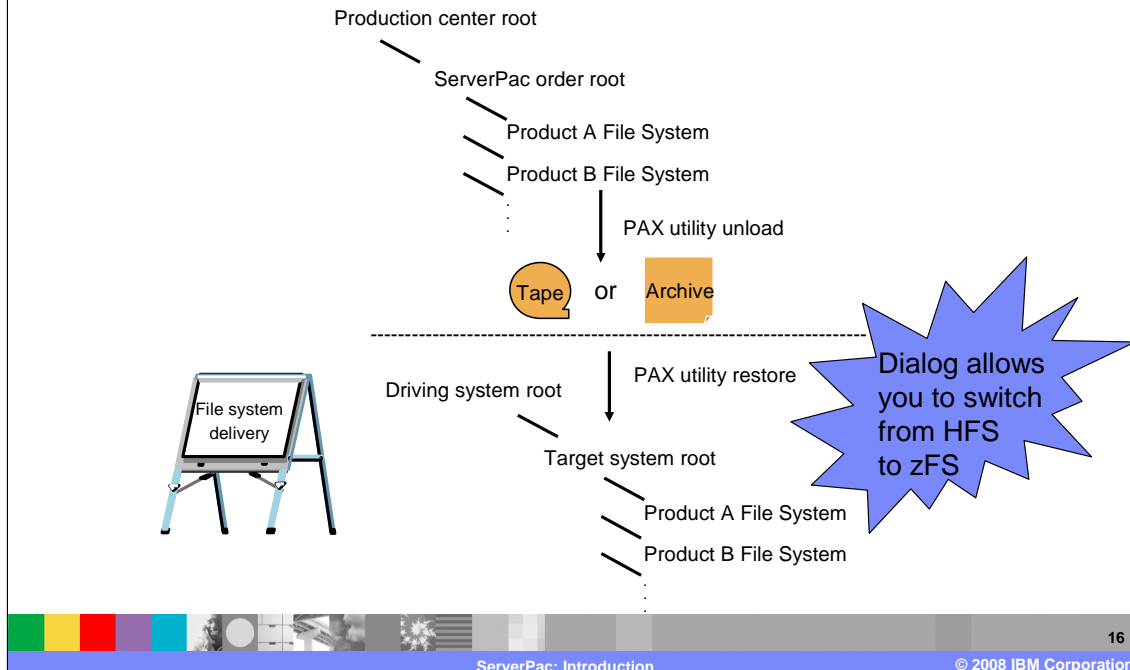 Production center root
ServerPac order root
Product A File System
Product B File System
.
.
.
PAX utility unload
Tape or Archive
PAX utility restore
Driving system root
Target system root
Product A File System
Product B File System
.
.
.
File system
delivery
Dialog allows
you to switch
from HFS
to zFS
16
ServerPac: Introduction
© 2008 IBM Corporation